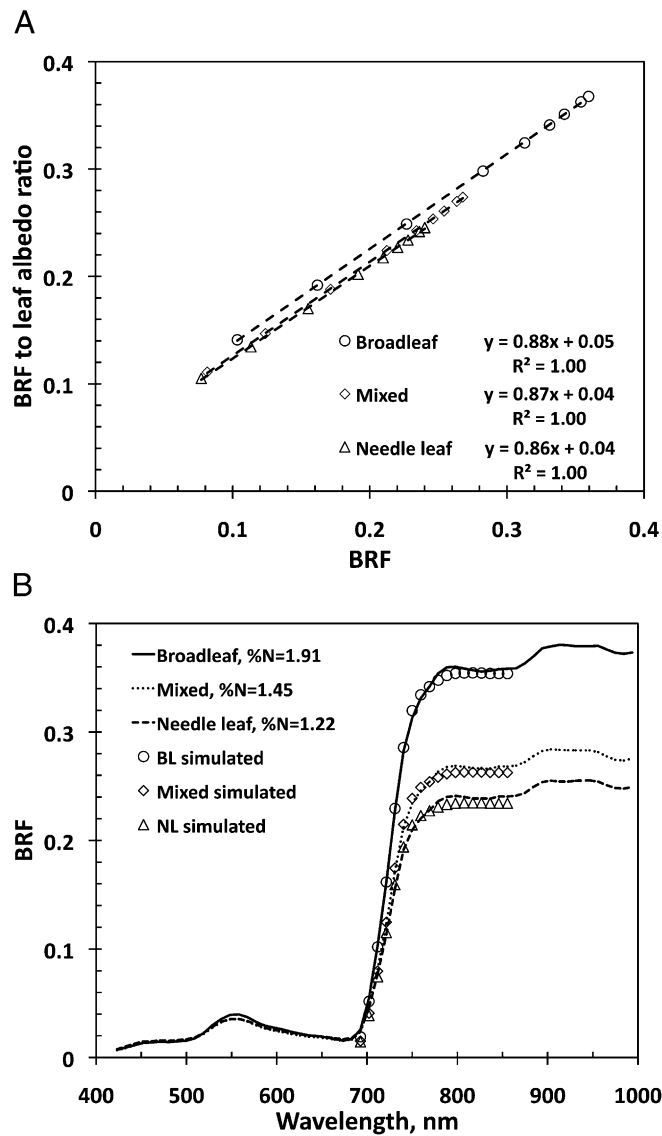 A
BRF to leaf albedo ratio
0.4
0.3
0.2
0.1
0
Broadleaf y = 0.88x + 0.05
R² = 1.00
Mixed y = 0.87x + 0.04
R² = 1.00
Needle leaf y = 0.86x + 0.04
R² = 1.00
0 0.1 0.2 0.3 0.4
BRF
B
BRF
0.4
0.3
0.2
0.1
0
Broadleaf, %N=1.91
Mixed, %N=1.45
Needle leaf, %N=1.22
BL simulated
Mixed simulated
NL simulated
400 500 600 700 800 900 1000
Wavelength, nm